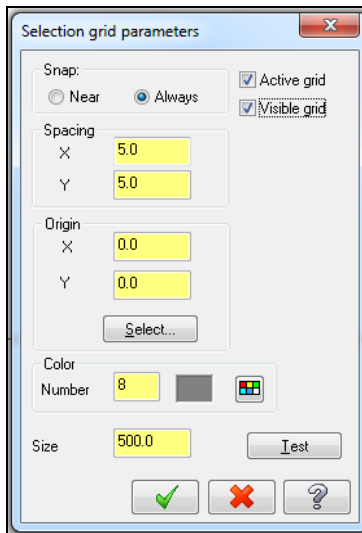 Selection grid parameters
Snap:
Near Always
Active grid
Visible grid
Spacing
X 5.0
Y 5.0
Origin
X 0.0
Y 0.0
Select...
Color
Number 8
Size 500.0
Test